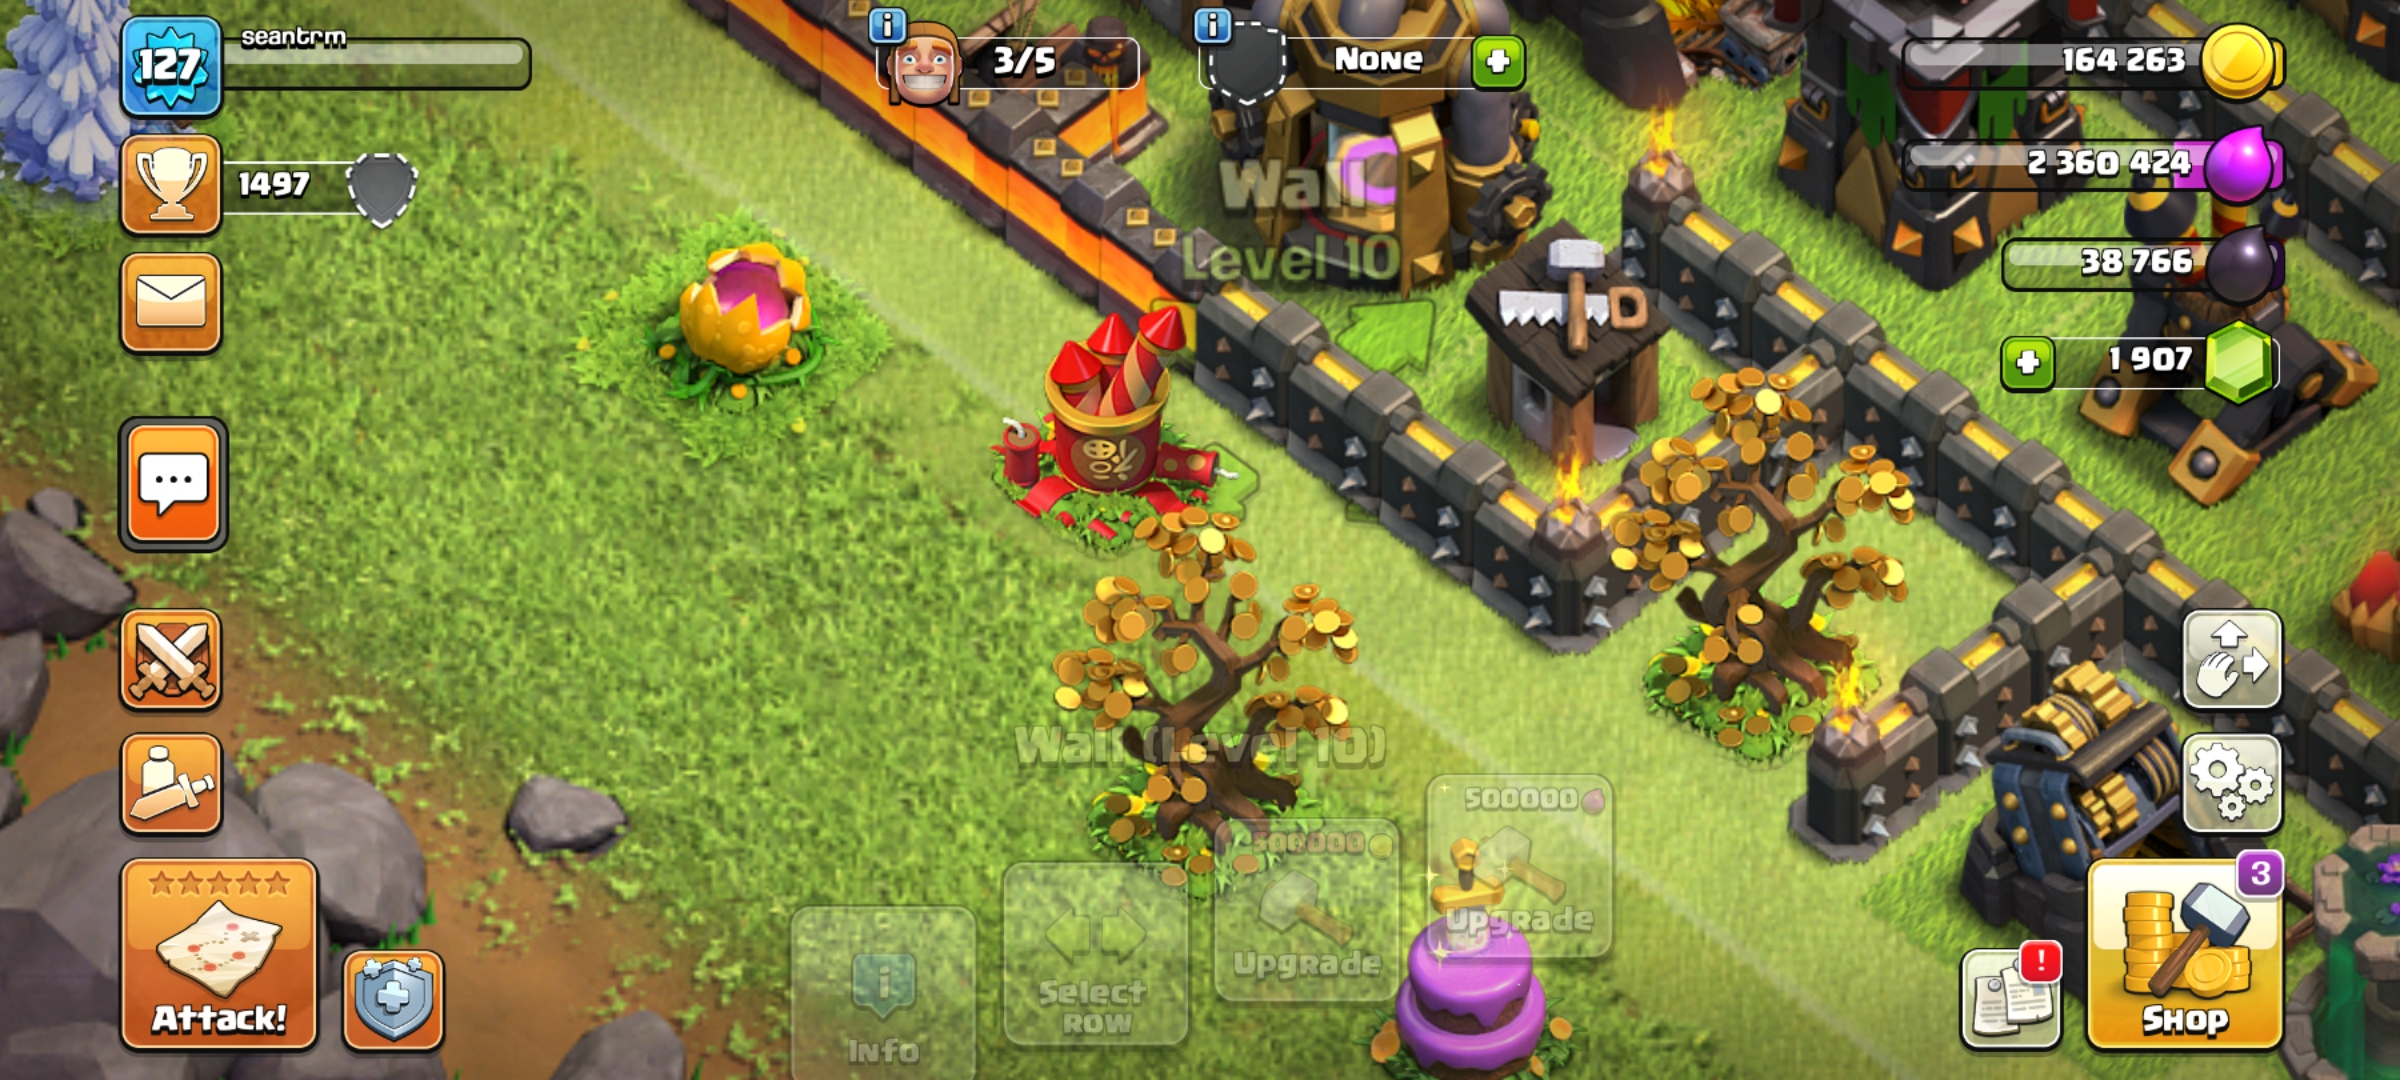 127
seantrm
1497
3/5
None
164 263
2 360 424
38 766
1 907
Wall
Level 10
Wall (Level 10)
Info
Select
Row
500000
Upgrade
500000
Upgrade
Attack!
!
3
Shop